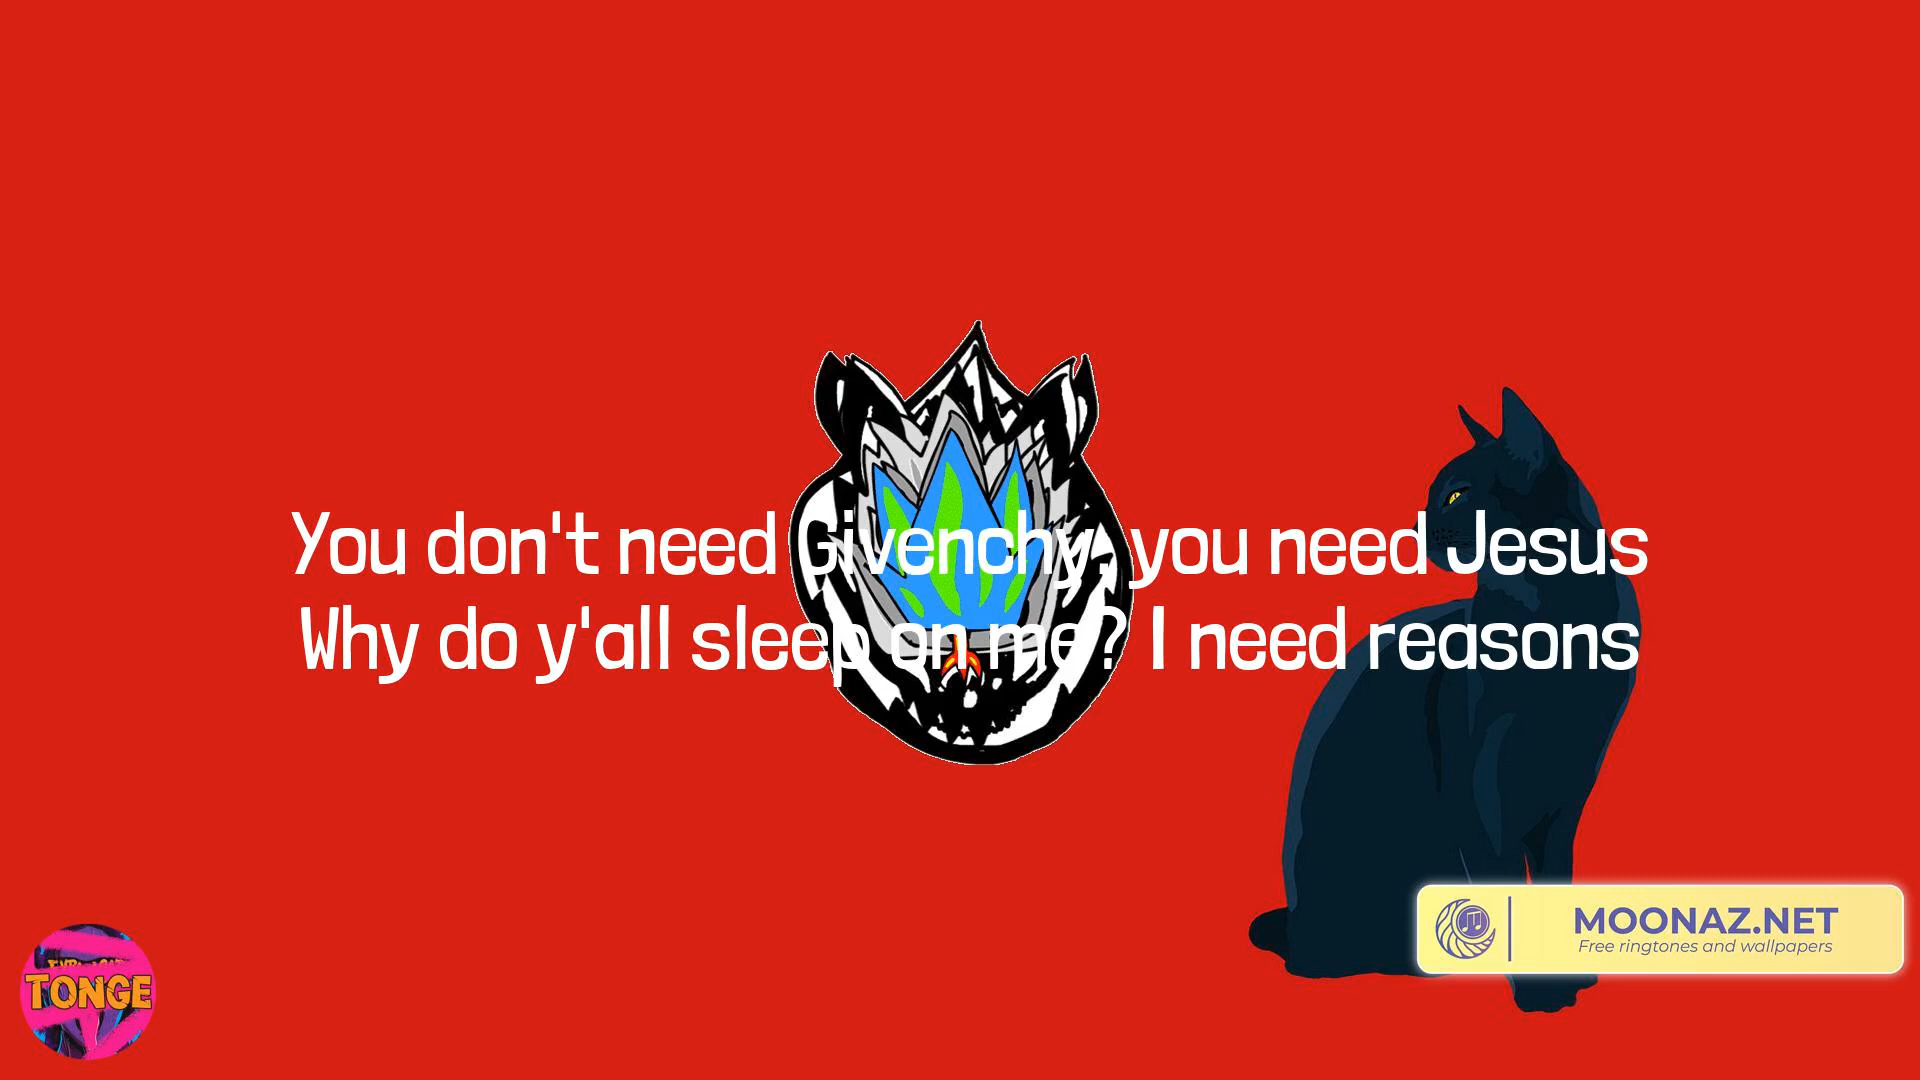 You don't need Givenchy, you need Jesus
Why do y'all sleep on me? I need reasons
MOONAZ.NET
Free ringtones and wallpapers
TONGE